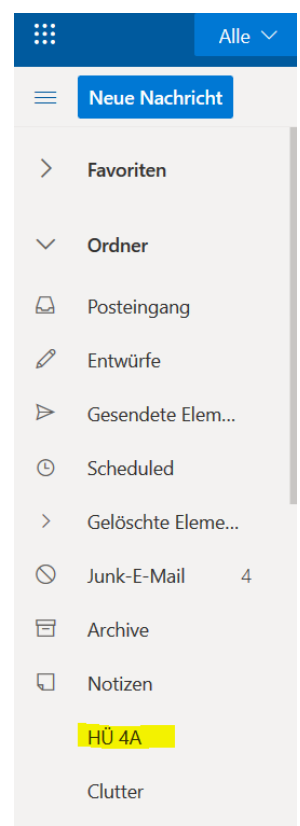 Alle
Neue Nachricht
Favoriten
Ordner
Posteingang
Entwürfe
Gesendete Elem...
Scheduled
Gelöschte Eleme...
Junk-E-Mail 4
Archive
Notizen
HÜ 4A
Clutter